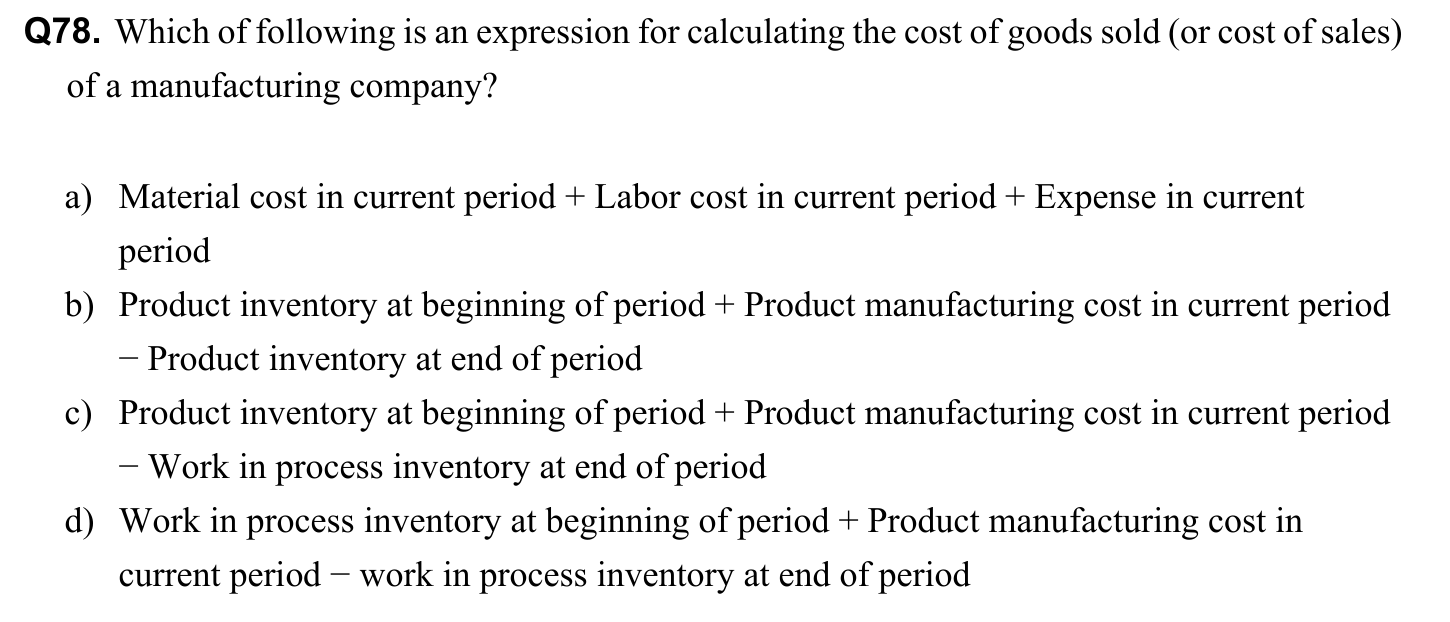 Q78. Which of following is an expression for calculating the cost of goods sold (or cost of sales)
of a manufacturing company?
a) Material cost in current period + Labor cost in current period + Expense in current
period
b) Product inventory at beginning of period + Product manufacturing cost in current period
− Product inventory at end of period
c) Product inventory at beginning of period + Product manufacturing cost in current period
− Work in process inventory at end of period
d) Work in process inventory at beginning of period + Product manufacturing cost in
current period − work in process inventory at end of period